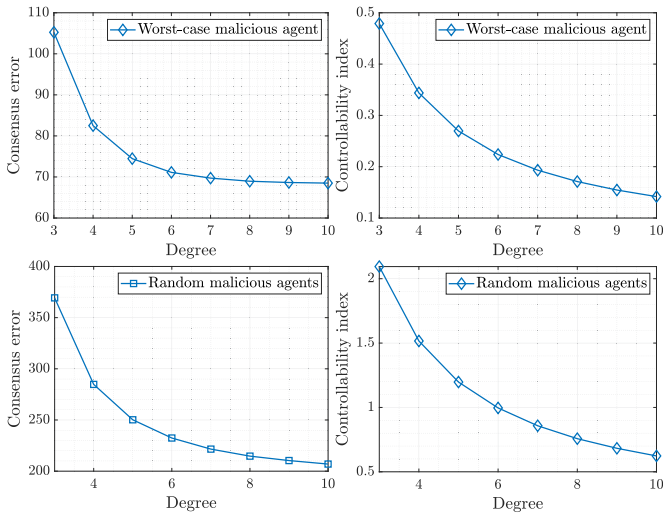 110
100
90
80
70
60
Consensus error
Worst-case malicious agent
3 4 5 6 7 8 9 10
Degree
0.5
0.4
0.3
0.2
0.1
Controllability index
Worst-case malicious agent
3 4 5 6 7 8 9 10
Degree
400
350
300
250
200
Consensus error
Random malicious agents
4 6 8 10
Degree
2
1.5
1
0.5
Controllability index
Random malicious agents
3 4 5 6 7 8 9 10
Degree